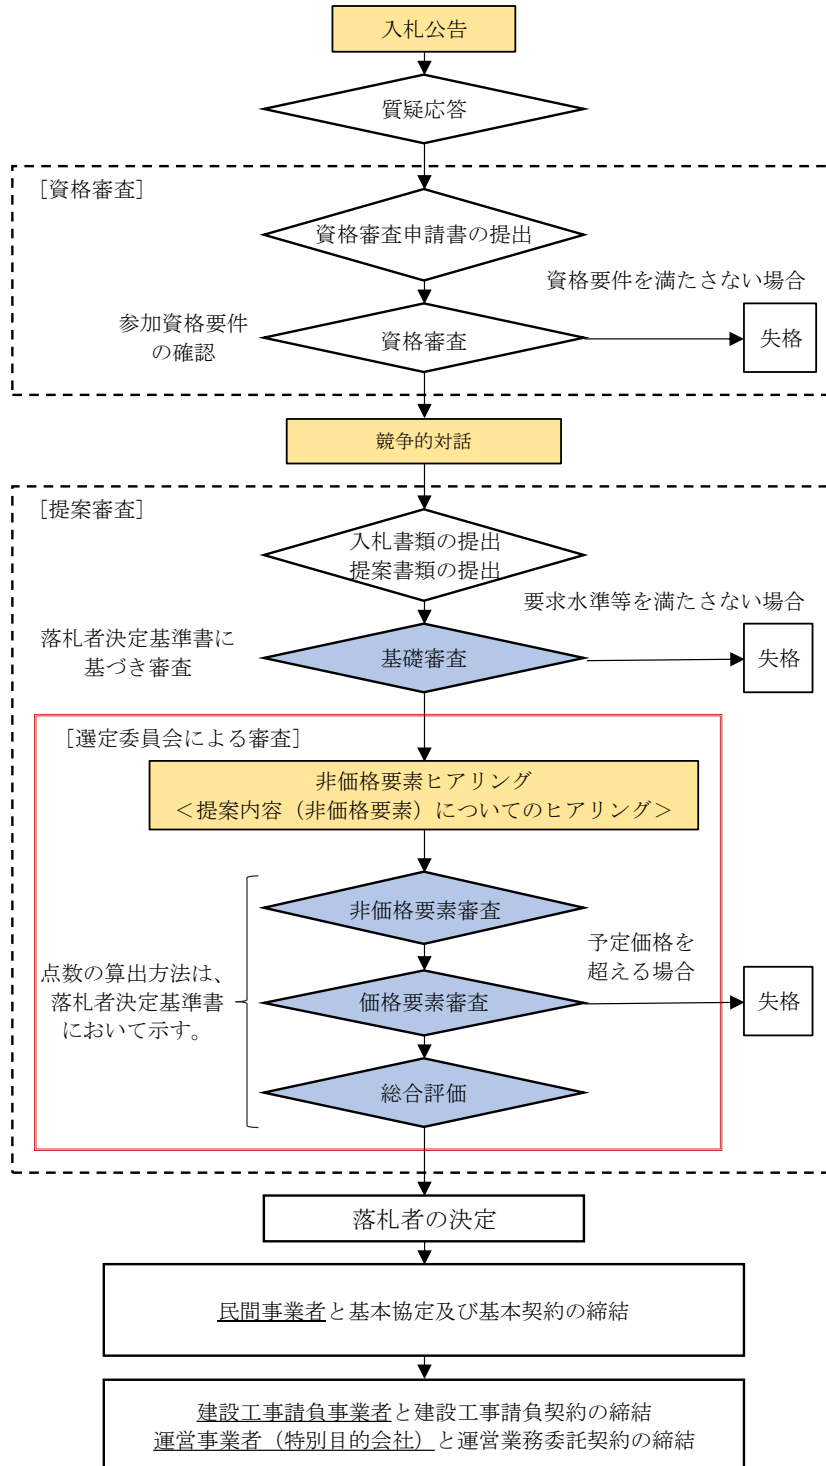 入札公告
質疑応答
［資格審査］
資格審査申請書の提出
資格要件を満たさない場合
参加資格要件
の確認
資格審査
失格
競争的対話
［提案審査］
入札書類の提出
提案書類の提出
要求水準等を満たさない場合
落札者決定基準書に
基づき審査
基礎審査
失格
［選定委員会による審査］
非価格要素ヒアリング
＜提案内容（非価格要素）についてのヒアリング＞
非価格要素審査
予定価格を
超える場合
点数の算出方法は、
落札者決定基準書
において示す。
価格要素審査
失格
総合評価
落札者の決定
民間事業者と基本協定及び基本契約の締結
建設工事請負事業者と建設工事請負契約の締結
運営事業者（特別目的会社）と運営業務委託契約の締結